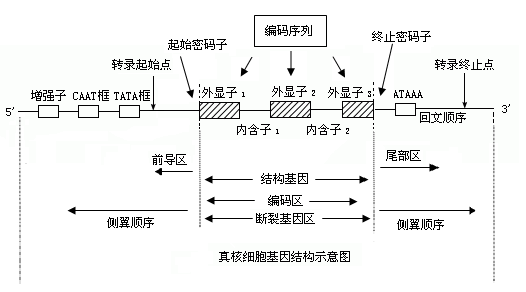 编码序列
起始密码子
终止密码子
转录起始点
转录终止点
增强子 CAAT框 TATA框 外显子1 外显子2 外显子3 ATAAA
5′ 3′
回文顺序
内含子1 内含子2
前导区 尾部区
结构基因
编码区
侧翼顺序 断裂基因区 侧翼顺序
真核细胞基因结构示意图